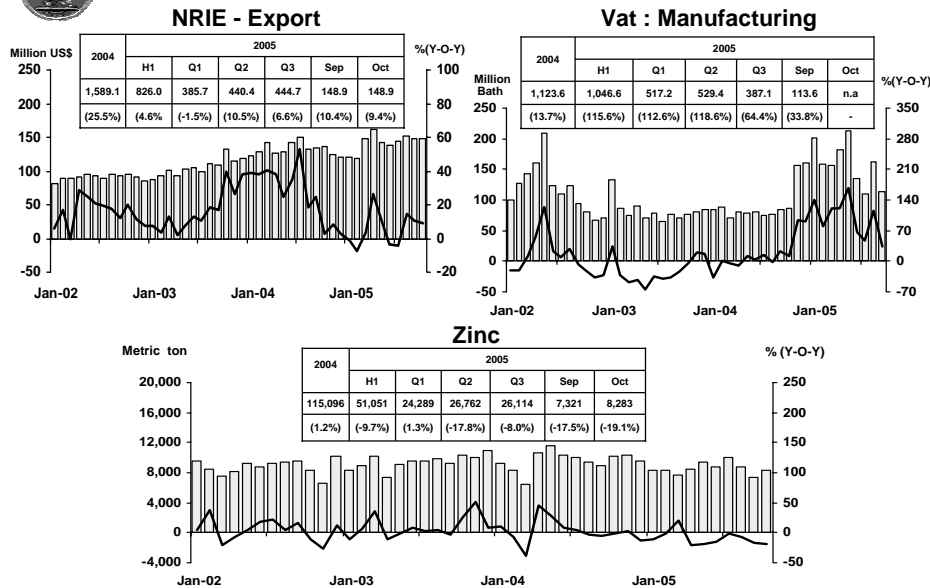 NRIE - Export
Million US$
%(Y-O-Y)
2004 2005
H1 Q1 Q2 Q3 Sep Oct
1,589.1 826.0 385.7 440.4 444.7 148.9 148.9
(25.5%) (4.6%) (-1.5%) (10.5%) (6.6%) (10.4%) (9.4%)
250 100
200 80
150 60
100 40
50 20
0 0
-50 -20
Jan-02 Jan-03 Jan-04 Jan-05
Vat : Manufacturing
Million
Bath
%(Y-O-Y)
2004 2005
H1 Q1 Q2 Q3 Sep Oct
1,123.6 1,046.6 517.2 529.4 387.1 113.6 n.a
(13.7%) (115.6%) (112.6%) (118.6%) (64.4%) (33.8%) -
250 350
200 280
150 210
100 140
50 70
0 0
-50 -70
Jan-02 Jan-03 Jan-04 Jan-05
Zinc
Metric ton
% (Y-O-Y)
2004 2005
H1 Q1 Q2 Q3 Sep Oct
115,096 51,051 24,289 26,762 26,114 7,321 8,283
(1.2%) (-9.7%) (1.3%) (-17.8%) (-8.0%) (-17.5%) (-19.1%)
20,000 250
16,000 200
12,000 150
8,000 100
4,000 50
0 0
-4,000 -50
Jan-02 Jan-03 Jan-04 Jan-05